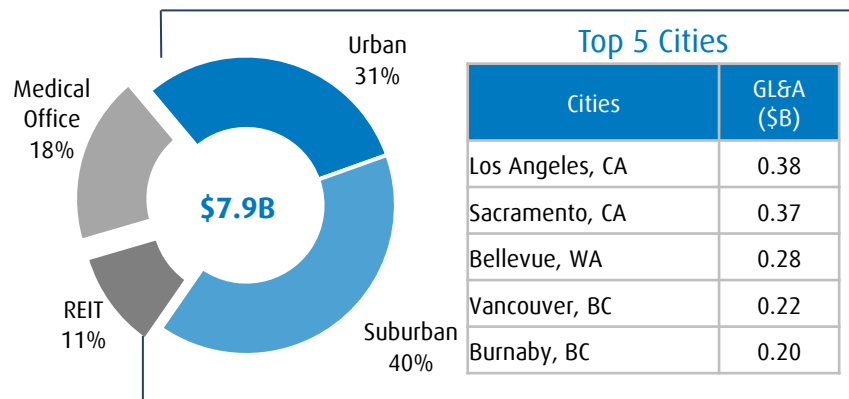 Urban
31%
Medical
Office
18%
$7.9B
REIT
11%
Suburban
40%
Top 5 Cities
Cities GL&A
($B)
Los Angeles, CA 0.38
Sacramento, CA 0.37
Bellevue, WA 0.28
Vancouver, BC 0.22
Burnaby, BC 0.20